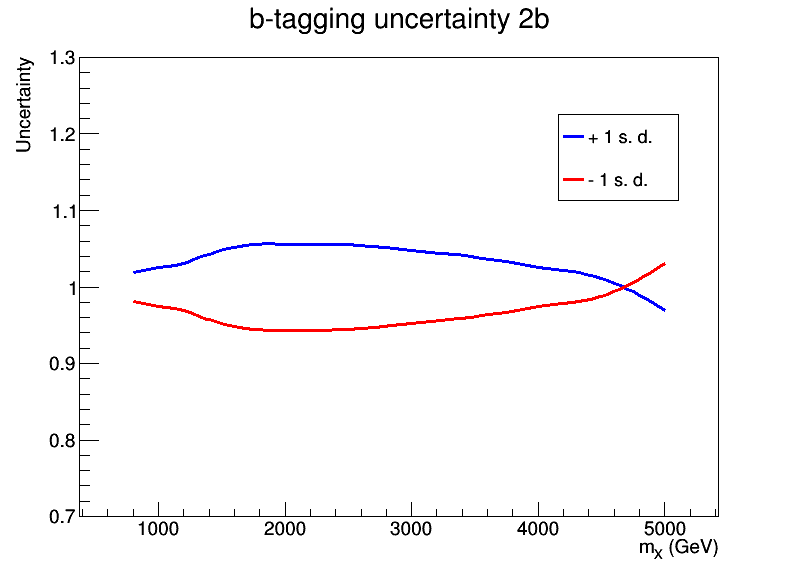 b-tagging uncertainty 2b
Uncertainty
1.3
1.2
1.1
1
0.9
0.8
0.7
+ 1 s. d.
- 1 s. d.
1000 2000 3000 4000 5000
mX (GeV)